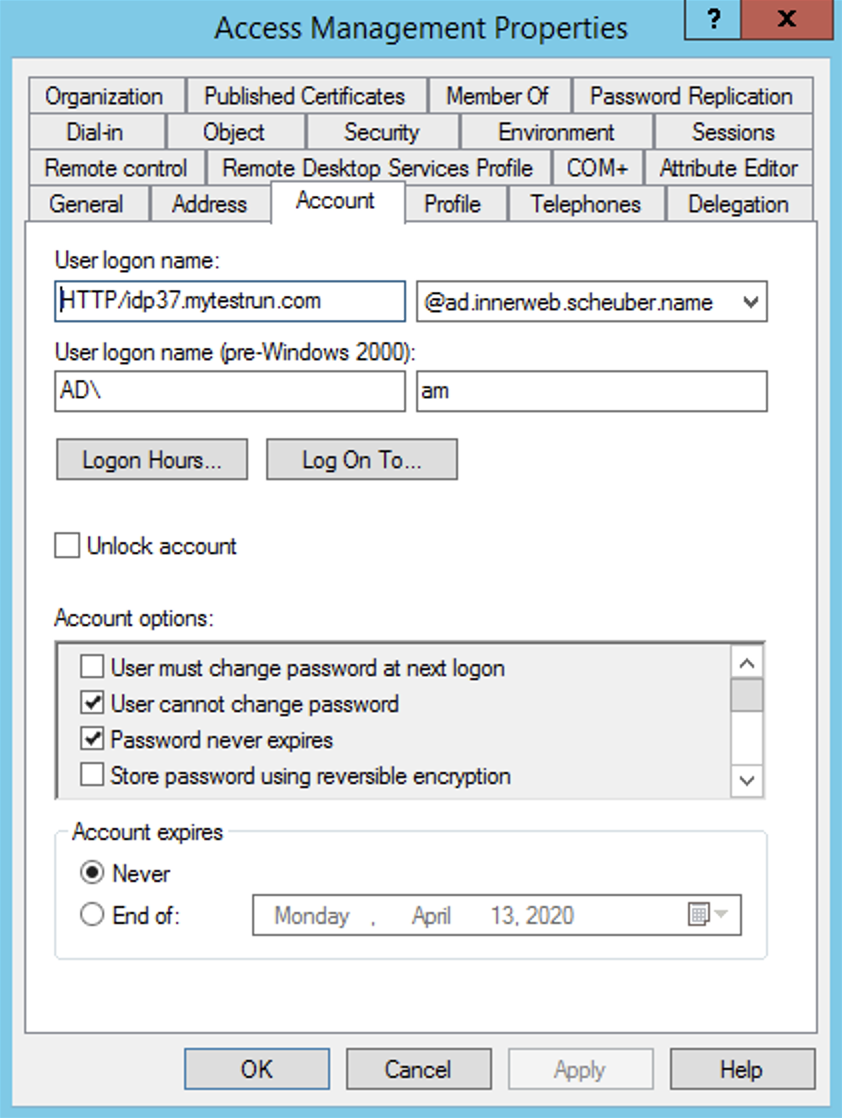 Access Management Properties ? x
Organization Published Certificates Member Of Password Replication
Dial-in Object Security Environment Sessions
Remote control Remote Desktop Services Profile COM+ Attribute Editor
General Address Account Profile Telephones Delegation
User logon name:
HTTP/idp37.mytestrun.com @ad.innerweb.scheuber.name
User logon name (pre-Windows 2000):
AD\ am
Logon Hours... Log On To...
Unlock account
Account options:
User must change password at next logon
User cannot change password
Password never expires
Store password using reversible encryption
Account expires
Never
End of: Monday , April 13, 2020
OK Cancel Apply Help